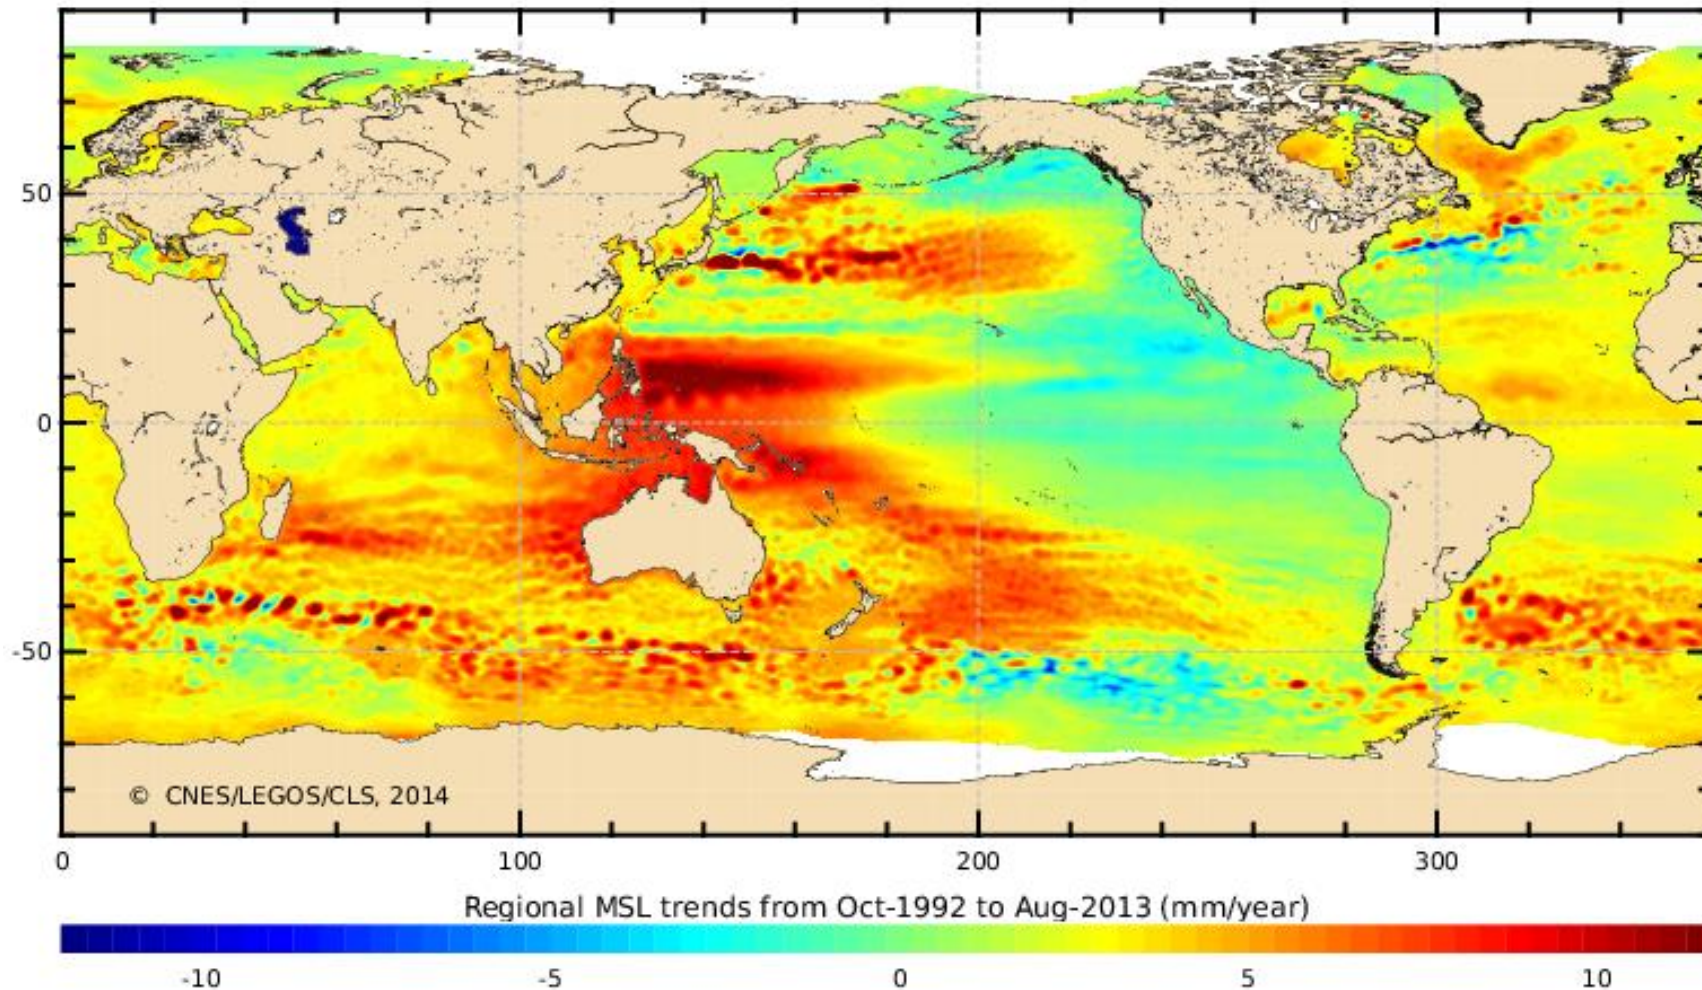 50
0
-50
© CNES/LEGOS/CLS, 2014
0 100 200 300
Regional MSL trends from Oct-1992 to Aug-2013 (mm/year)
-10 -5 0 5 10